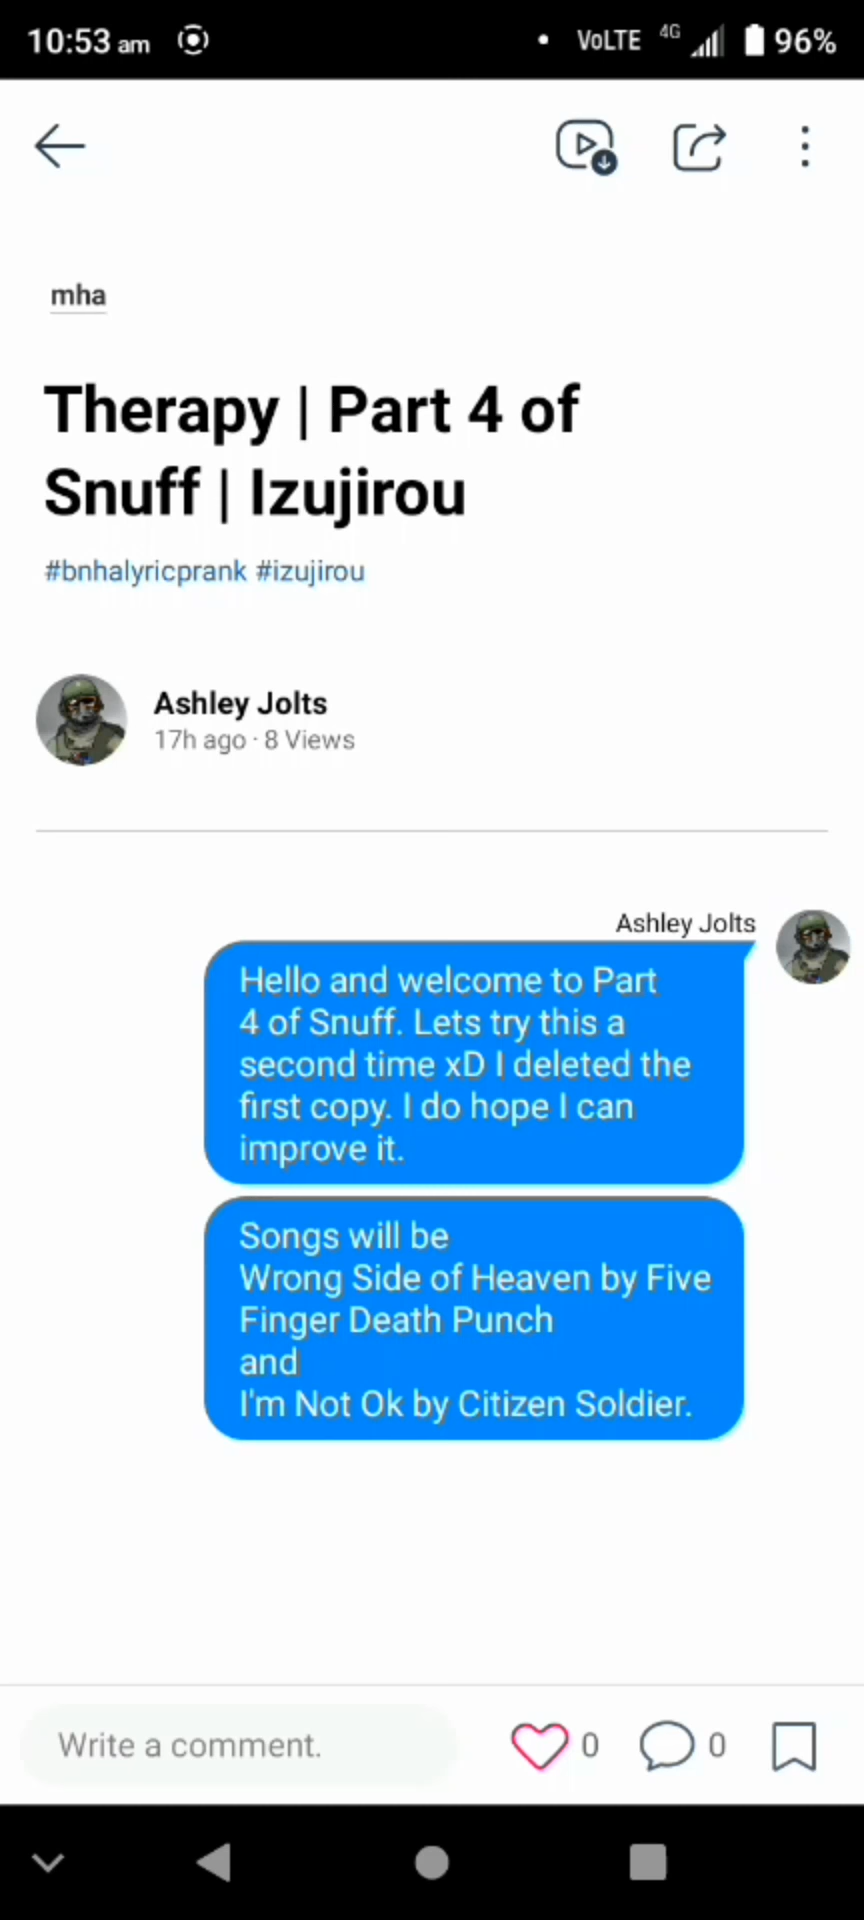 10:53 am
VoLTE 4G 96%
mha
Therapy | Part 4 of
Snuff | Izujirou
#bnhalyricprank #izujirou
Ashley Jolts
17h ago · 8 Views
Ashley Jolts
Hello and welcome to Part
4 of Snuff. Lets try this a
second time xD I deleted the
first copy. I do hope I can
improve it.
Songs will be
Wrong Side of Heaven by Five
Finger Death Punch
and
I'm Not Ok by Citizen Soldier.
Write a comment.
0
0